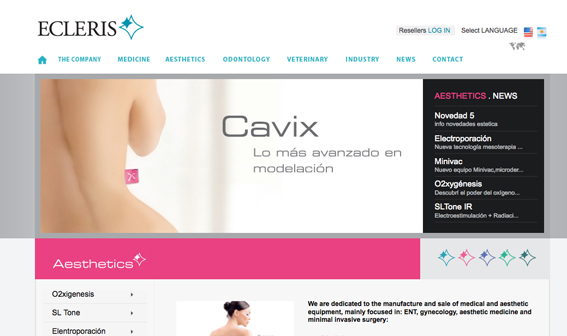 ECLERIS
Resellers LOG IN Select LANGUAGE
THE COMPANY MEDICINE AESTHETICS ODONTOLOGY VETERINARY INDUSTRY NEWS CONTACT
Cavix
Lo más avanzado en
modelación
AESTHETICS . NEWS
Novedad 5
info novedades estetica
Electroporación
Nueva tecnología mesoterapia ...
Minivac
Nuevo equipo Minivac,microder...
O2xygénesis
Descubrí el poder del oxígeno...
SLTone IR
Electroestimulación + Radiaci...
Aesthetics
O2xigenesis
SL Tone
Elentroporación
We are dedicated to the manufacture and sale of medical and aesthetic
equipment, mainly focused in: ENT, gynecology, aesthetic medicine and
minimal invasive surgery: